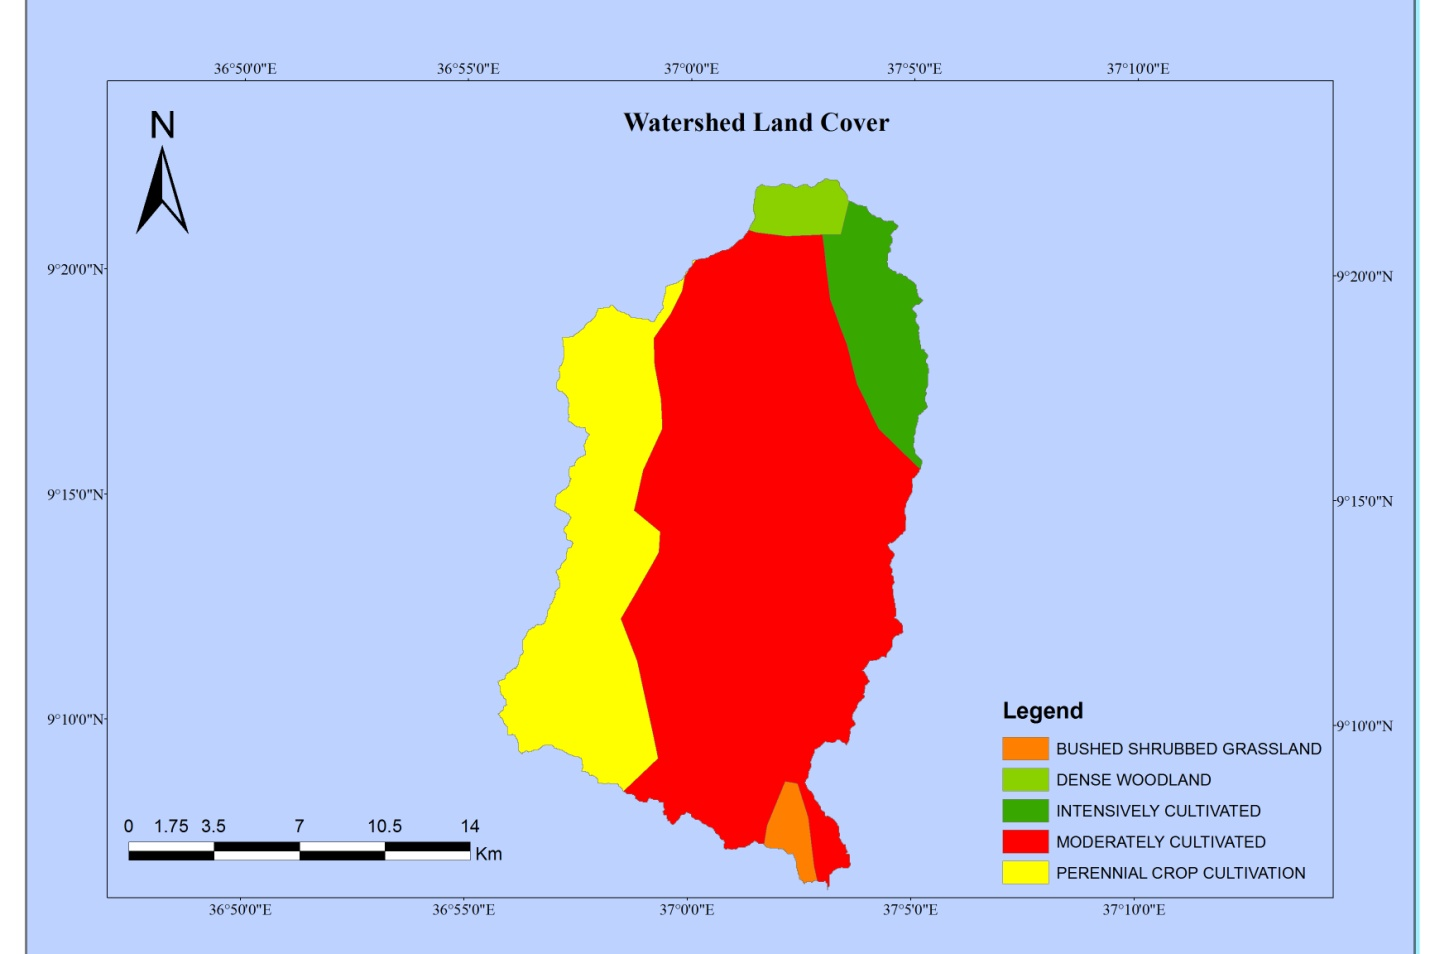 36°50'0"E 36°55'0"E 37°0'0"E 37°5'0"E 37°10'0"E
N
Watershed Land Cover
9°20'0"N 9°20'0"N
9°15'0"N 9°15'0"N
9°10'0"N 9°10'0"N
Legend
BUSHED SHRUBBED GRASSLAND
DENSE WOODLAND
INTENSIVELY CULTIVATED
MODERATELY CULTIVATED
PERENNIAL CROP CULTIVATION
0 1.75 3.5 7 10.5 14
Km
36°50'0"E 36°55'0"E 37°0'0"E 37°5'0"E 37°10'0"E